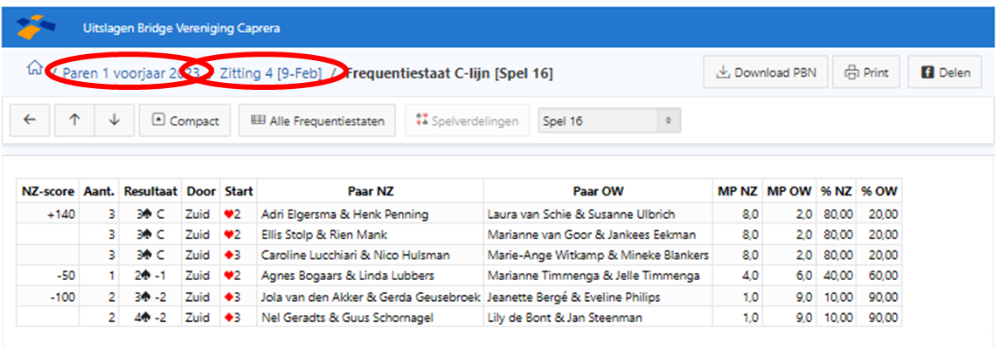 Uitslagen Bridge Vereniging Caprera
/ Paren 1 voorjaar 2023 / Zitting 4 [9-Feb] / Frequentiestaat C-lijn [Spel 16] Download PBN Print Delen
← ↑ ↓ Compact Alle Frequentiestaten Spelverdelingen Spel 16
NZ-score Aant. Resultaat Door Start Paar NZ Paar OW MP NZ MP OW % NZ % OW
+140 3 3♠ C Zuid ♥2 Adri Elgersma & Henk Penning Laura van Schie & Susanne Ulbrich 8,0 2,0 80,00 20,00
3 3♠ C Zuid ♥2 Ellis Stolp & Rien Mank Marianne van Goor & Jankees Eekman 8,0 2,0 80,00 20,00
3 3♠ C Zuid ♦3 Caroline Lucchiari & Nico Hulsman Marie-Ange Witkamp & Mineke Blankers 8,0 2,0 80,00 20,00
-50 1 2♠ -1 Zuid ♥2 Agnes Bogaars & Linda Lubbers Marianne Timmenga & Jelle Timmenga 4,0 6,0 40,00 60,00
-100 2 3♠ -2 Zuid ♦3 Jola van den Akker & Gerda Geusebroek Jeanette Bergé & Eveline Philips 1,0 9,0 10,00 90,00
2 4♠ -2 Zuid ♦3 Nel Geradts & Guus Schornagel Lily de Bont & Jan Steenman 1,0 9,0 10,00 90,00